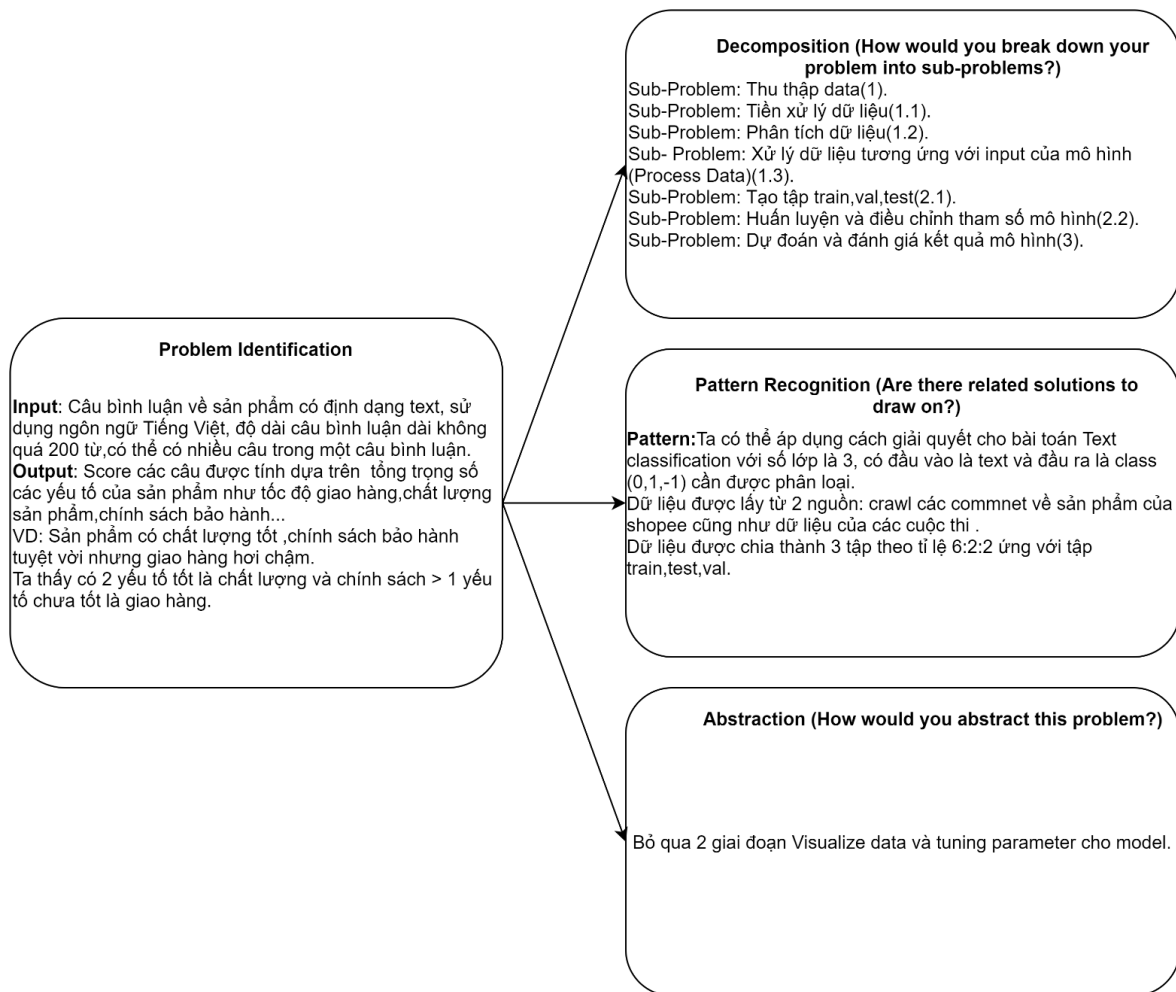 Problem Identification
Input: Câu bình luận về sản phẩm có định dạng text, sử
dụng ngôn ngữ Tiếng Việt, độ dài câu bình luận dài không
quá 200 từ,có thể có nhiều câu trong một câu bình luận.
Output: Score các câu được tính dựa trên  tổng trọng số
các yếu tố của sản phẩm như tốc độ giao hàng,chất lượng
sản phẩm,chính sách bảo hành...
VD: Sản phẩm có chất lượng tốt ,chính sách bảo hành
tuyệt vời nhưng giao hàng hơi chậm.
Ta thấy có 2 yếu tố tốt là chất lượng và chính sách > 1 yếu
tố chưa tốt là giao hàng.
Decomposition (How would you break down your
problem into sub-problems?)
Sub-Problem: Thu thập data(1).
Sub-Problem: Tiền xử lý dữ liệu(1.1).
Sub-Problem: Phân tích dữ liệu(1.2).
Sub- Problem: Xử lý dữ liệu tương ứng với input của mô hình
(Process Data)(1.3).
Sub-Problem: Tạo tập train,val,test(2.1).
Sub-Problem: Huấn luyện và điều chỉnh tham số mô hình(2.2).
Sub-Problem: Dự đoán và đánh giá kết quả mô hình(3).
Pattern Recognition (Are there related solutions to
draw on?)
Pattern:Ta có thể áp dụng cách giải quyết cho bài toán Text
classification với số lớp là 3, có đầu vào là text và đầu ra là class
(0,1,-1) cần được phân loại.
Dữ liệu được lấy từ 2 nguồn: crawl các commnet về sản phẩm của
shopee cũng như dữ liệu của các cuộc thi .
Dữ liệu được chia thành 3 tập theo tỉ lệ 6:2:2 ứng với tập
train,test,val.
Abstraction (How would you abstract this problem?)
Bỏ qua 2 giai đoạn Visualize data và tuning parameter cho model.